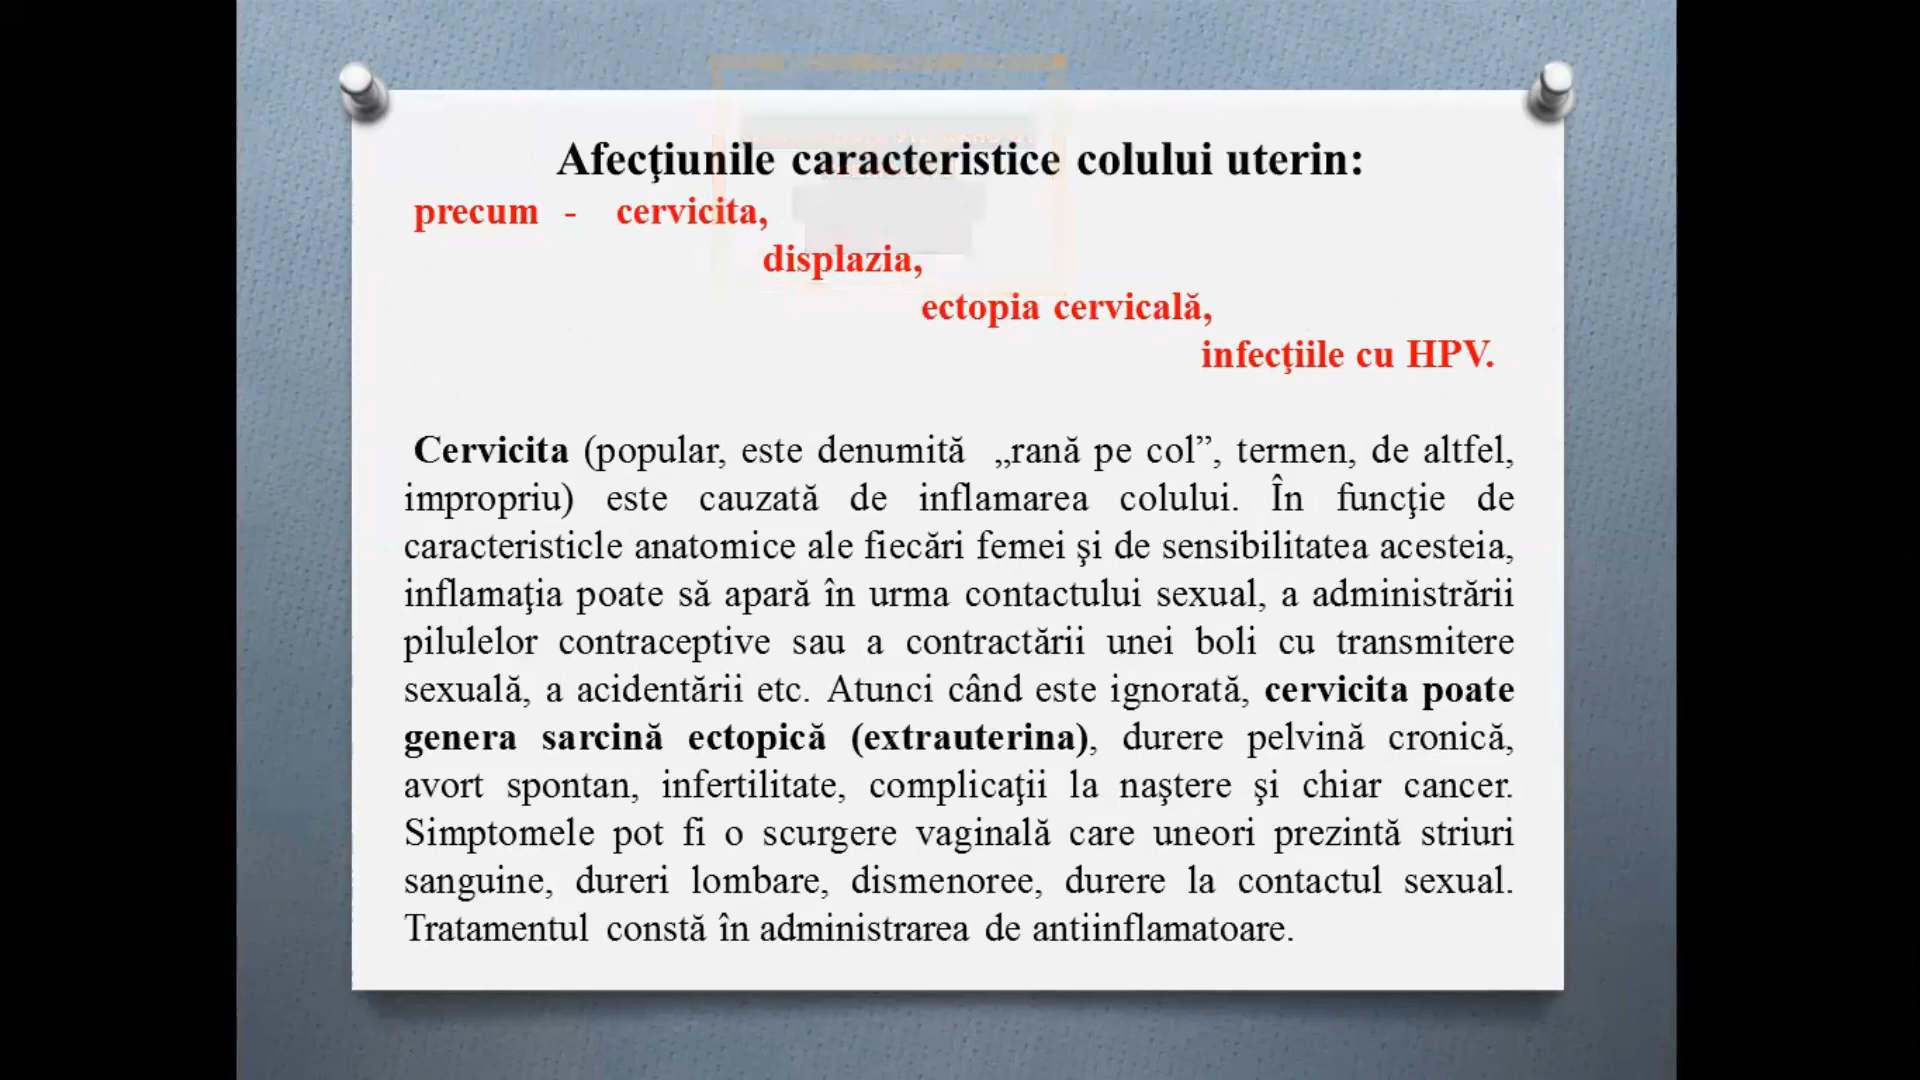 Afecţiunile caracteristice colului uterin:
precum - cervicita,
displazia,
ectopia cervicală,
infecţiile cu HPV.
Cervicita (popular, este denumită „rană pe col”, termen, de altfel,
impropriu) este cauzată de inflamarea colului. În funcţie de
caracteristicle anatomice ale fiecări femei şi de sensibilitatea acesteia,
inflamaţia poate să apară în urma contactului sexual, a administrării
pilulelor contraceptive sau a contractării unei boli cu transmitere
sexuală, a acidentării etc. Atunci când este ignorată, cervicita poate
genera sarcină ectopică (extrauterina), durere pelvină cronică,
avort spontan, infertilitate, complicaţii la naştere şi chiar cancer.
Simptomele pot fi o scurgere vaginală care uneori prezintă striuri
sanguine, dureri lombare, dismenoree, durere la contactul sexual.
Tratamentul constă în administrarea de antiinflamatoare.